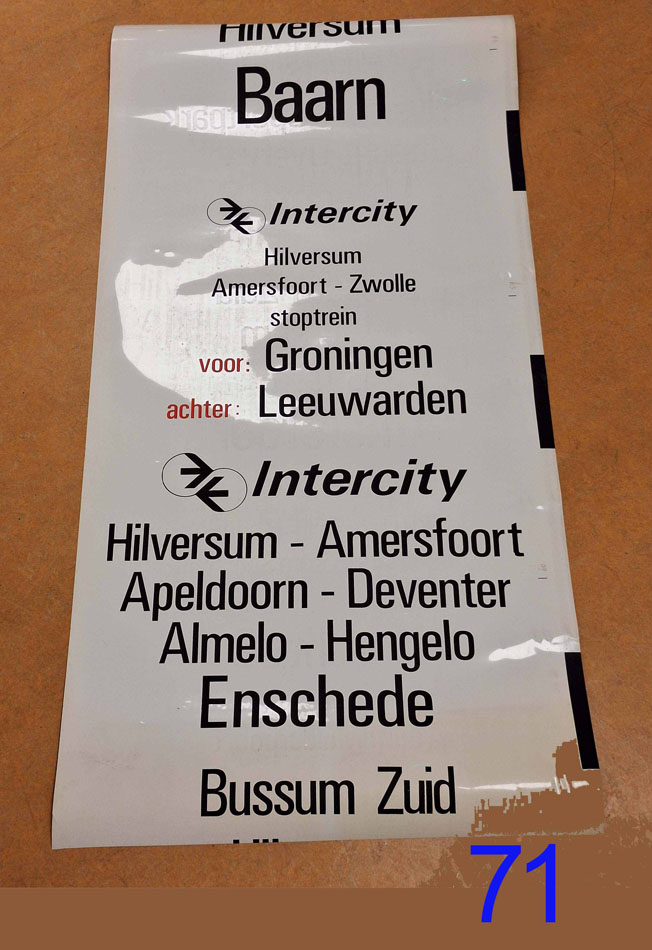 Hilversum
Baarn
Intercity
Hilversum
Amersfoort - Zwolle
stoptrein
voor: Groningen
achter: Leeuwarden
Intercity
Hilversum - Amersfoort
Apeldoorn - Deventer
Almelo - Hengelo
Enschede
Bussum Zuid
71